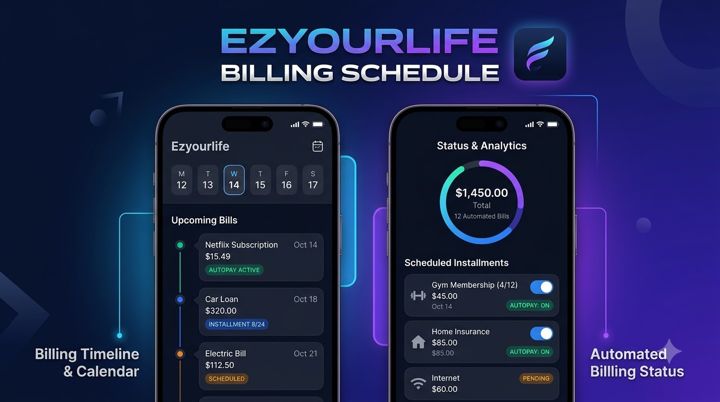 EZYOURLIFE
BILLING SCHEDULE
Ezyourlife
M T W T F S
12 13 14 15 16 17
Upcoming Bills
Netflix Subscription Oct 14
$15.49
AUTOPAY ACTIVE
Car Loan Oct 18
$320.00
INSTALLMENT 8/24
Electric Bill Oct 21
$112.50
SCHEDULED
Billing Timeline
& Calendar
Status & Analytics
$1,450.00
Total
12 Automated Bills
Scheduled Installments
Gym Membership (4/12)
$45.00
Oct 14 AUTOPAY: ON
Home Insurance
$85.00
$85.00 AUTOPAY: ON
Internet PENDING
$60.00
Automated
Billling Status